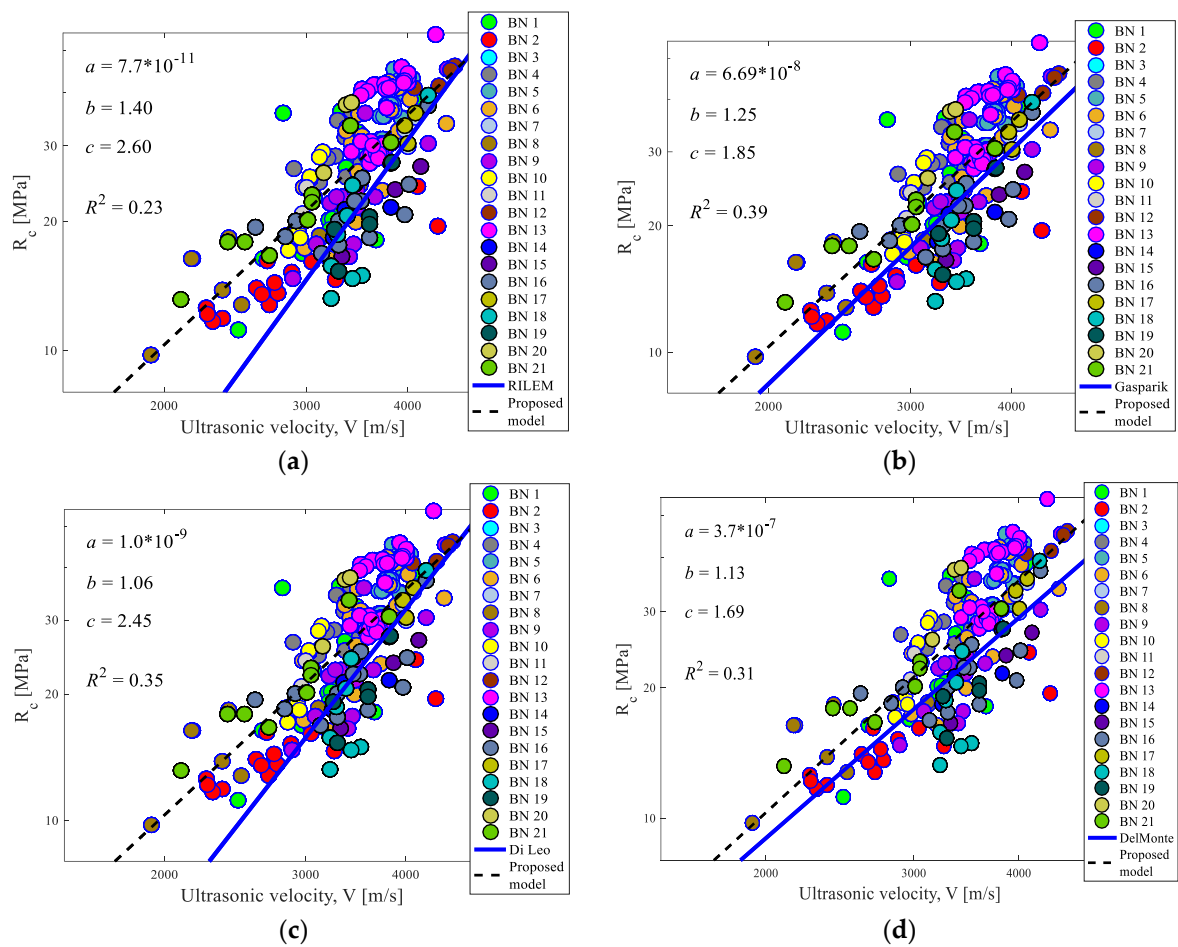 a = 7.7*10-11
b = 1.40
c = 2.60
R2 = 0.23
30
20
10
Rc [MPa]
2000 3000 4000
Ultrasonic velocity, V [m/s]
BN 1
BN 2
BN 3
BN 4
BN 5
BN 6
BN 7
BN 8
BN 9
BN 10
BN 11
BN 12
BN 13
BN 14
BN 15
BN 16
BN 17
BN 18
BN 19
BN 20
BN 21
RILEM
Proposed
model
(a)
a = 6.69*10-8
b = 1.25
c = 1.85
R2 = 0.39
30
20
10
Rc [MPa]
2000 3000 4000
Ultrasonic velocity, V [m/s]
BN 1
BN 2
BN 3
BN 4
BN 5
BN 6
BN 7
BN 8
BN 9
BN 10
BN 11
BN 12
BN 13
BN 14
BN 15
BN 16
BN 17
BN 18
BN 19
BN 20
BN 21
Gasparik
Proposed
model
(b)
a = 1.0*10-9
b = 1.06
c = 2.45
R2 = 0.35
30
20
10
Rc [MPa]
2000 3000 4000
Ultrasonic velocity, V [m/s]
BN 1
BN 2
BN 3
BN 4
BN 5
BN 6
BN 7
BN 8
BN 9
BN 10
BN 11
BN 12
BN 13
BN 14
BN 15
BN 16
BN 17
BN 18
BN 19
BN 20
BN 21
Di Leo
Proposed
model
(c)
a = 3.7*10-7
b = 1.13
c = 1.69
R2 = 0.31
30
20
10
Rc [MPa]
2000 3000 4000
Ultrasonic velocity, V [m/s]
BN 1
BN 2
BN 3
BN 4
BN 5
BN 6
BN 7
BN 8
BN 9
BN 10
BN 11
BN 12
BN 13
BN 14
BN 15
BN 16
BN 17
BN 18
BN 19
BN 20
BN 21
DelMonte
Proposed
model
(d)